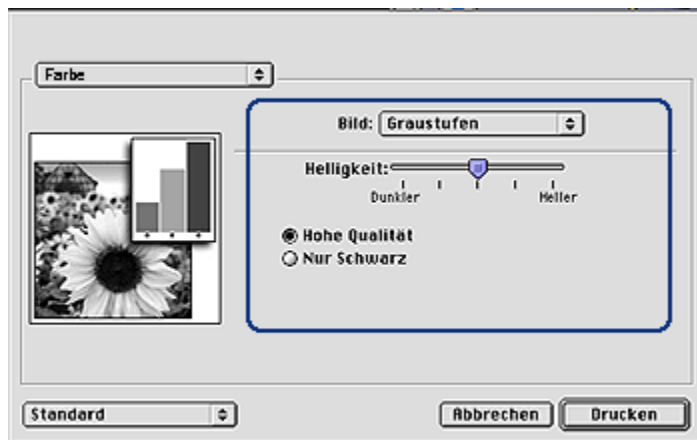 Farbe
Bild: Graustufen
Helligkeit:
Dunkler Heller
Hohe Qualität
Nur Schwarz
Standard
Abbrechen Drucken